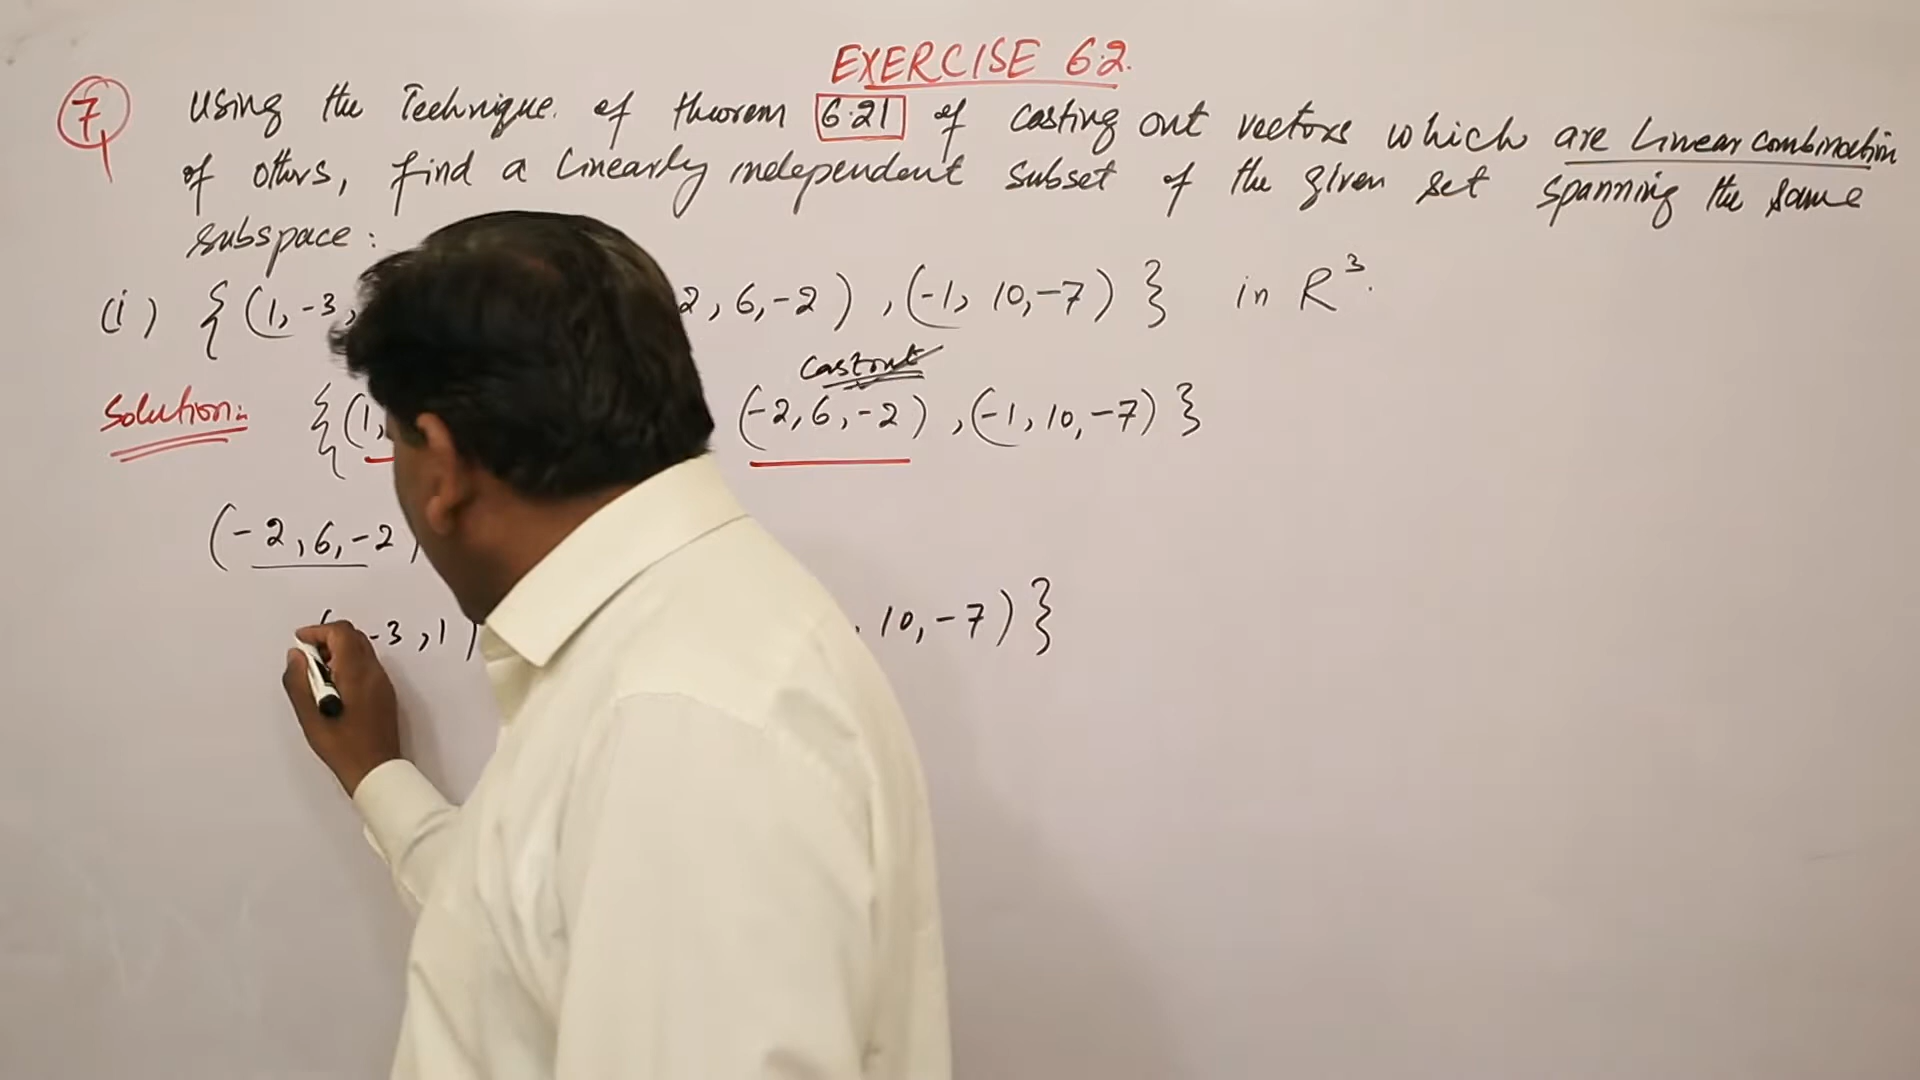 EXERCISE 6.2.
7 Using the Technique of theorem 6.21 of casting out vectors which are Linear combination
of others, find a Linearly independent subset of the given set spanning the same
subspace:
(i) { (1, -3, 2, 6, -2 ) , (-1, 10, -7 ) } in R³.
Cast out
Solution:- { (1, (-2, 6, -2 ) , (-1, 10, -7 ) }
( -2, 6, -2 )
-3 , 1 ) , 10, -7 ) }